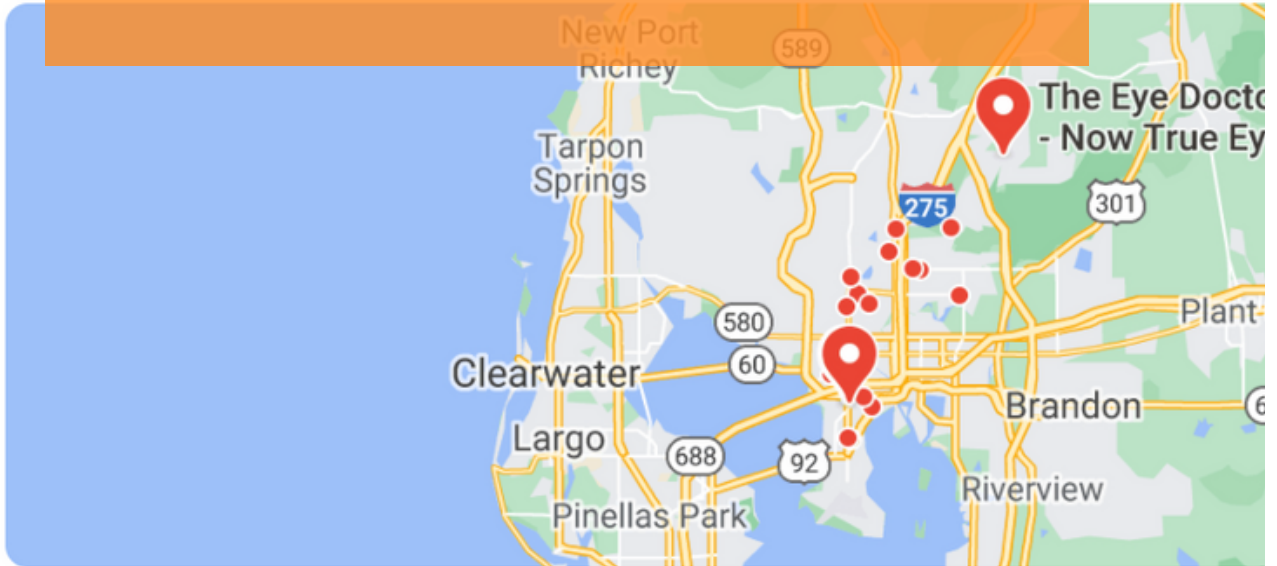 New Port
Richey
589
The Eye Docto
- Now True Ey
Tarpon
Springs
301
275
580
Plant
60
Clearwater
Brandon
6
Largo
688
92
Riverview
Pinellas Park